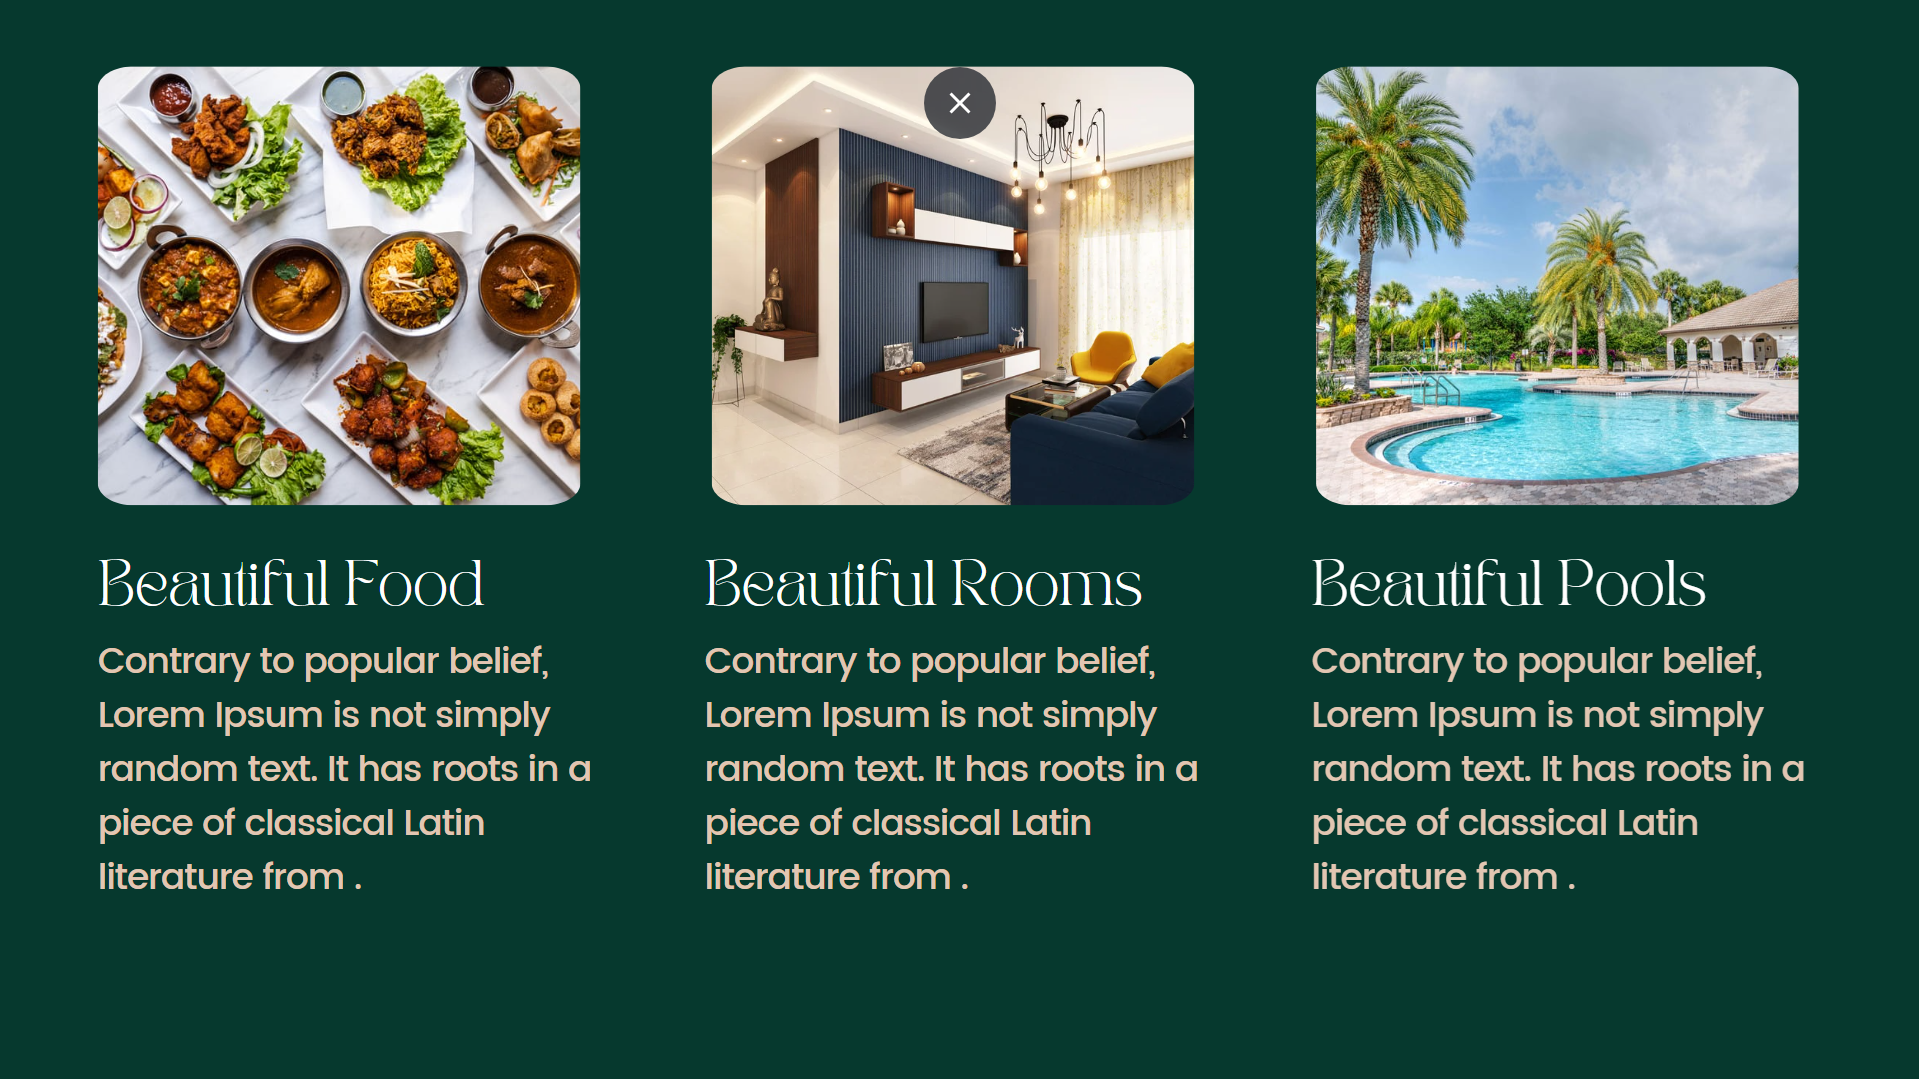 Beautiful Food
Contrary to popular belief,
Lorem Ipsum is not simply
random text. It has roots in a
piece of classical Latin
literature from .
Beautiful Rooms
Contrary to popular belief,
Lorem Ipsum is not simply
random text. It has roots in a
piece of classical Latin
literature from .
Beautiful Pools
Contrary to popular belief,
Lorem Ipsum is not simply
random text. It has roots in a
piece of classical Latin
literature from .